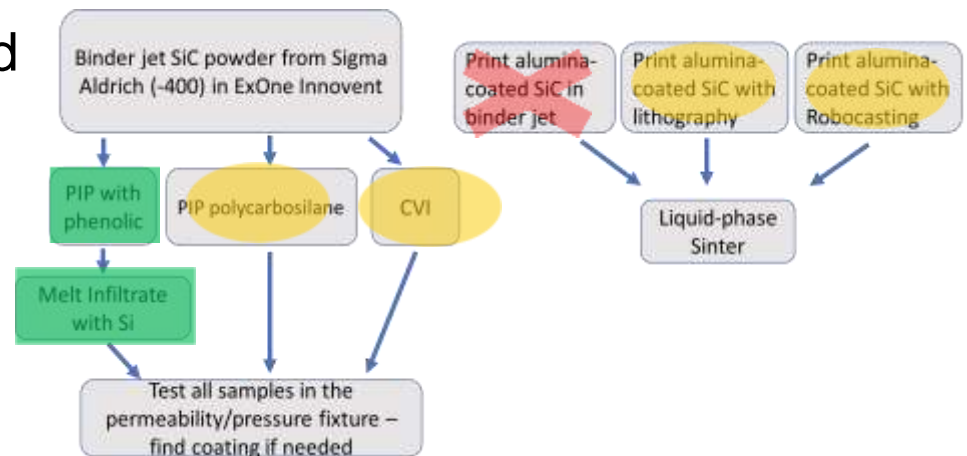 d
Binder jet SiC powder from Sigma
Aldrich (-400) in ExOne Innovent
Print alumina-
coated SiC in
binder jet
Print alumina-
coated SiC with
lithography
Print alumina-
coated SiC with
Robocasting
PIP with
phenolic
PIP polycarbosilane
CVI
Liquid-phase
Sinter
Melt Infiltrate
with Si
Test all samples in the
permeability/pressure fixture –
find coating if needed